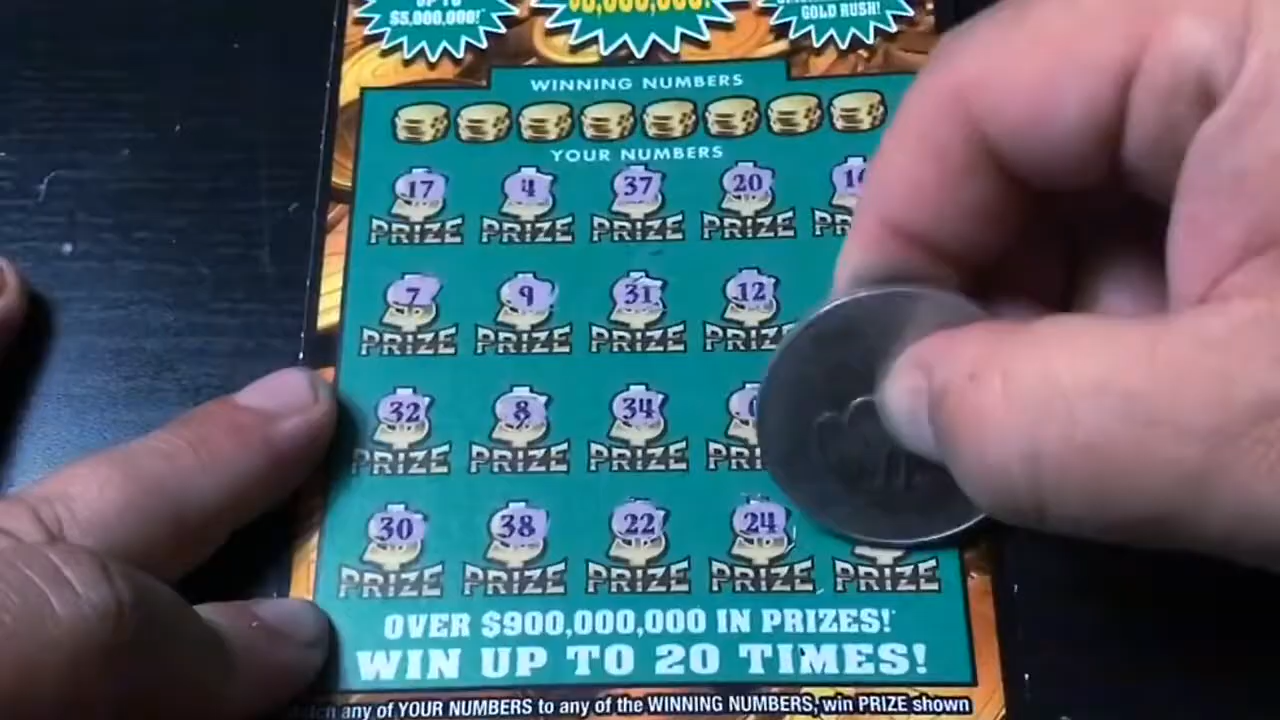 UP TO
$5,000,000!
$5,000,000!
GOLD RUSH!
WINNING NUMBERS
YOUR NUMBERS
17 4 37 20
PRIZE PRIZE PRIZE PRIZE
7 9 31 12
PRIZE PRIZE PRIZE PRIZE
32 8 34
PRIZE PRIZE PRIZE
30 38 22 24
PRIZE PRIZE PRIZE PRIZE PRIZE
OVER $900,000,000 IN PRIZES!
WIN UP TO 20 TIMES!
any of YOUR NUMBERS to any of the WINNING NUMBERS, win PRIZE shown